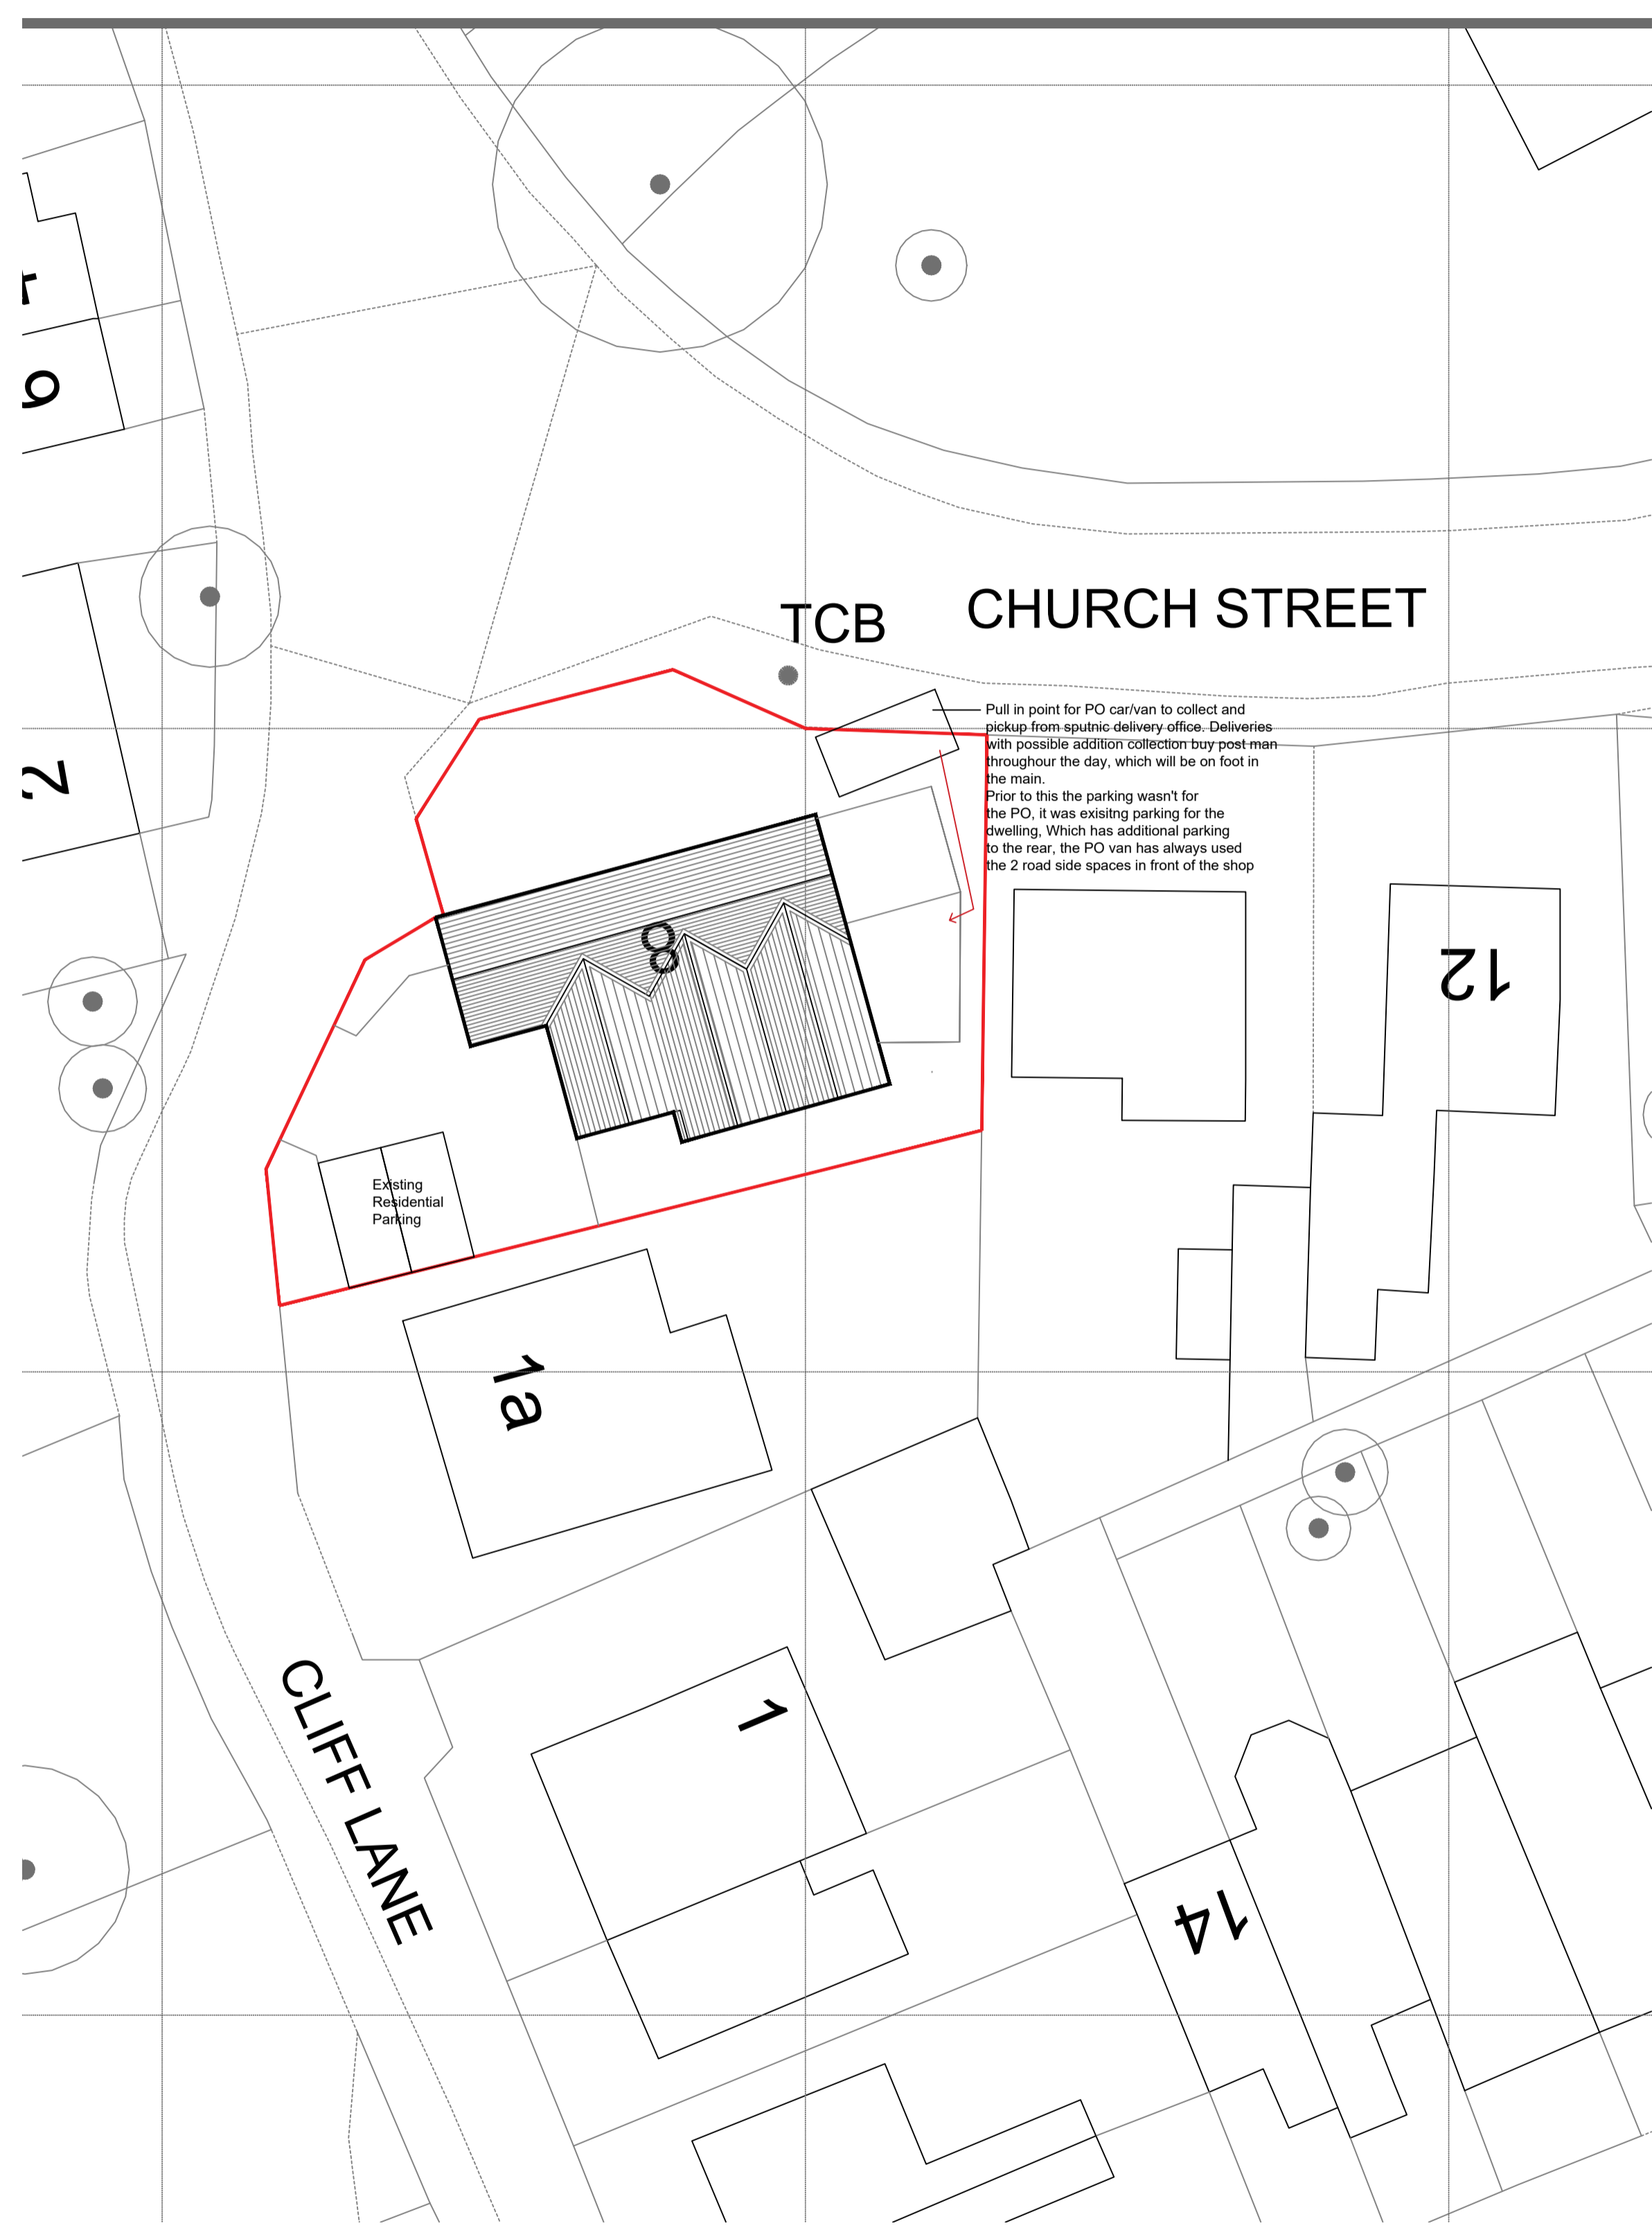 9
TCB
CHURCH STREET
Pull in point for PO car/van to collect and
pickup from sputnic delivery office. Deliveries
with possible addition collection buy post man
throughour the day, which will be on foot in
the main.
Prior to this the parking wasn't for
the PO, it was exisitng parking for the
dwelling, Which has additional parking
to the rear, the PO van has always used
the 2 road side spaces in front of the shop
2
8
12
Existing
Residential
Parking
1a
CLIFF LANE
1
14